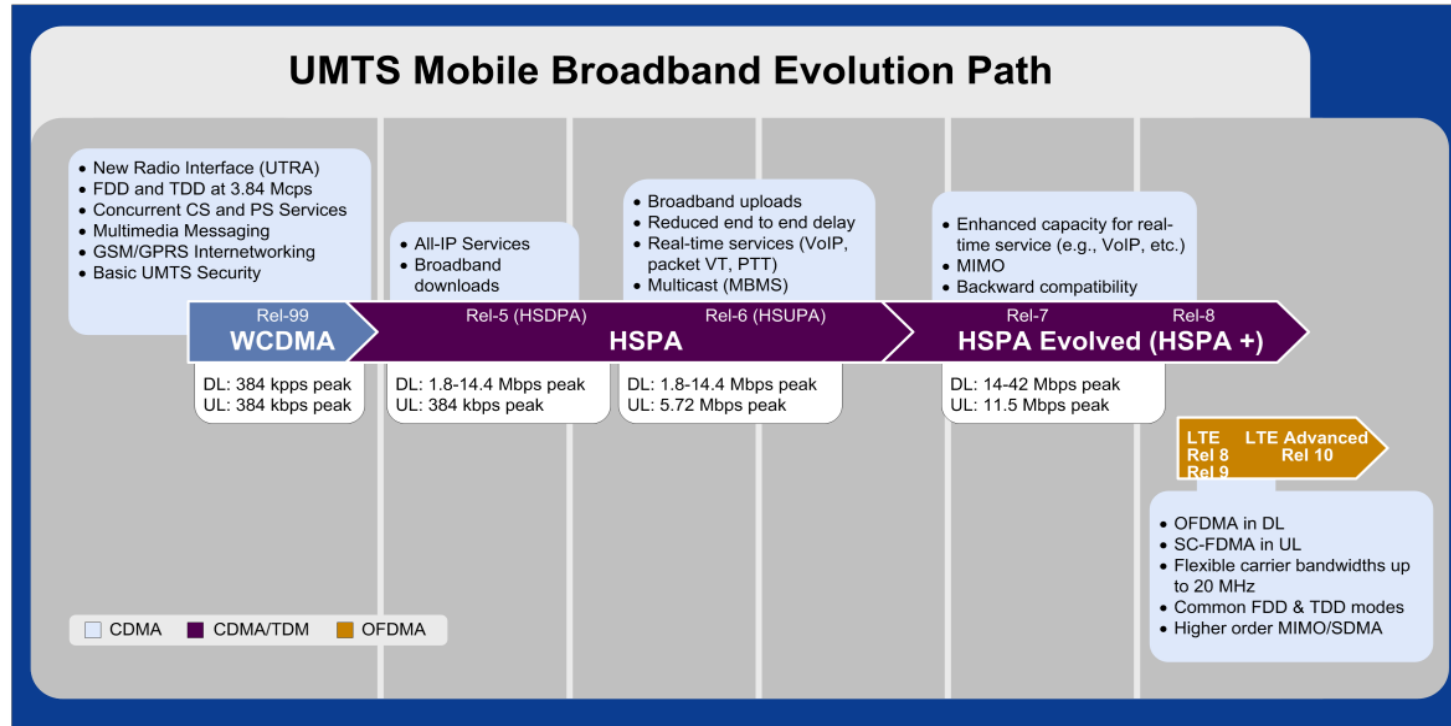 UMTS Mobile Broadband Evolution Path
• New Radio Interface (UTRA)
• FDD and TDD at 3.84 Mcps
• Concurrent CS and PS Services
• Multimedia Messaging
• GSM/GPRS Internetworking
• Basic UMTS Security
• All-IP Services
• Broadband
downloads
• Broadband uploads
• Reduced end to end delay
• Real-time services (VoIP,
packet VT, PTT)
• Multicast (MBMS)
• Enhanced capacity for real-
time service (e.g., VoIP, etc.)
• MIMO
• Backward compatibility
Rel-99
WCDMA
Rel-5 (HSDPA)
Rel-6 (HSUPA)
HSPA
Rel-7
Rel-8
HSPA Evolved (HSPA +)
DL: 384 kpps peak
UL: 384 kbps peak
DL: 1.8-14.4 Mbps peak
UL: 384 kbps peak
DL: 1.8-14.4 Mbps peak
UL: 5.72 Mbps peak
DL: 14-42 Mbps peak
UL: 11.5 Mbps peak
LTE
Rel 8
Rel 9
LTE Advanced
Rel 10
• OFDMA in DL
• SC-FDMA in UL
• Flexible carrier bandwidths up
to 20 MHz
• Common FDD & TDD modes
• Higher order MIMO/SDMA
CDMA
CDMA/TDM
OFDMA